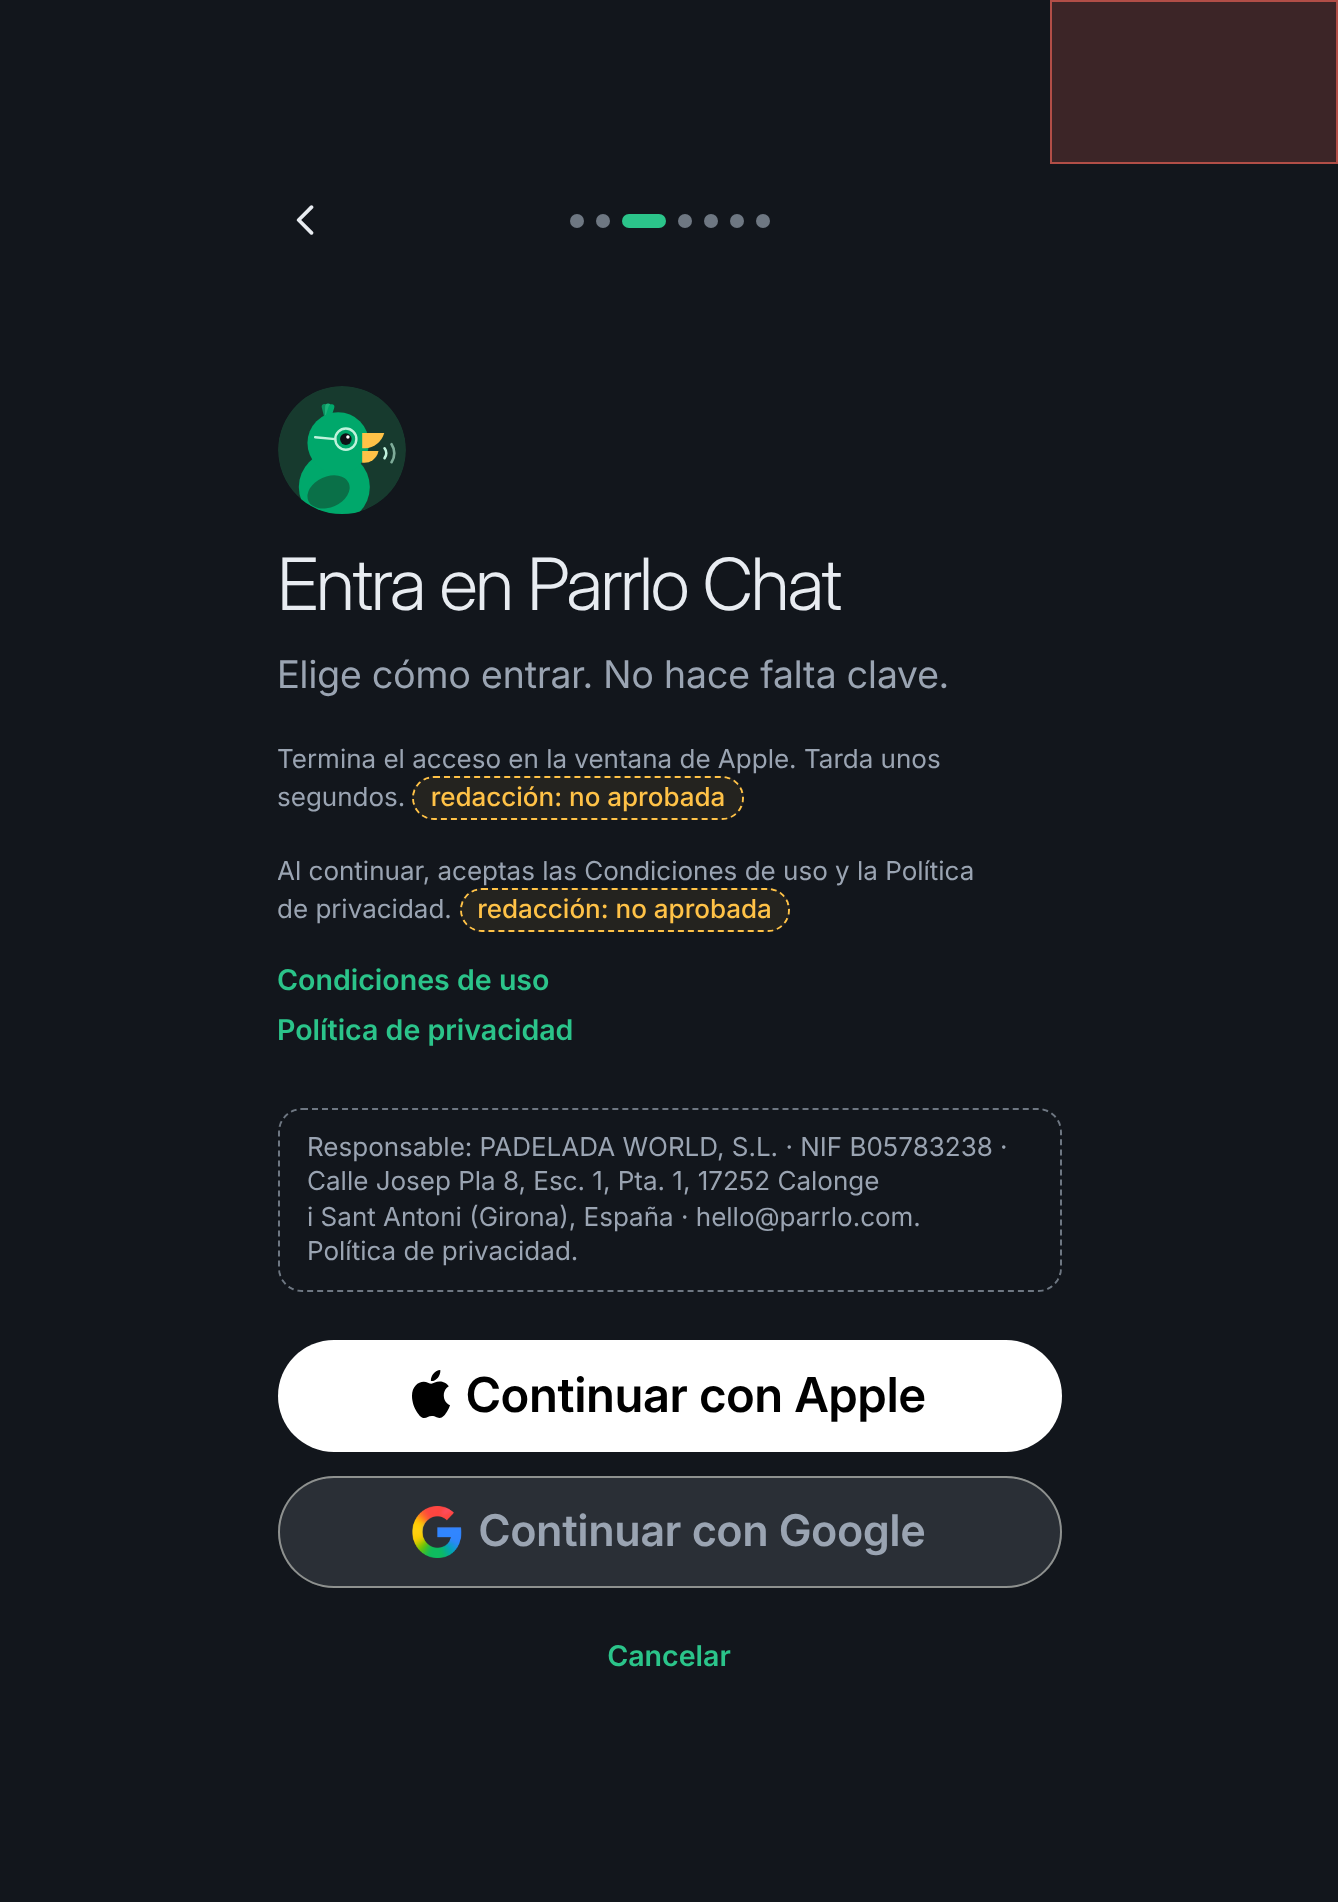 Entra en Parrlo Chat
Elige cómo entrar. No hace falta clave.
Termina el acceso en la ventana de Apple. Tarda unos
segundos. redacción: no aprobada
Al continuar, aceptas las Condiciones de uso y la Política
de privacidad. redacción: no aprobada
Condiciones de uso
Política de privacidad
Responsable: PADELADA WORLD, S.L. · NIF B05783238 ·
Calle Josep Pla 8, Esc. 1, Pta. 1, 17252 Calonge
i Sant Antoni (Girona), España · hello@parrlo.com.
Política de privacidad.
Continuar con Apple
Continuar con Google
Cancelar